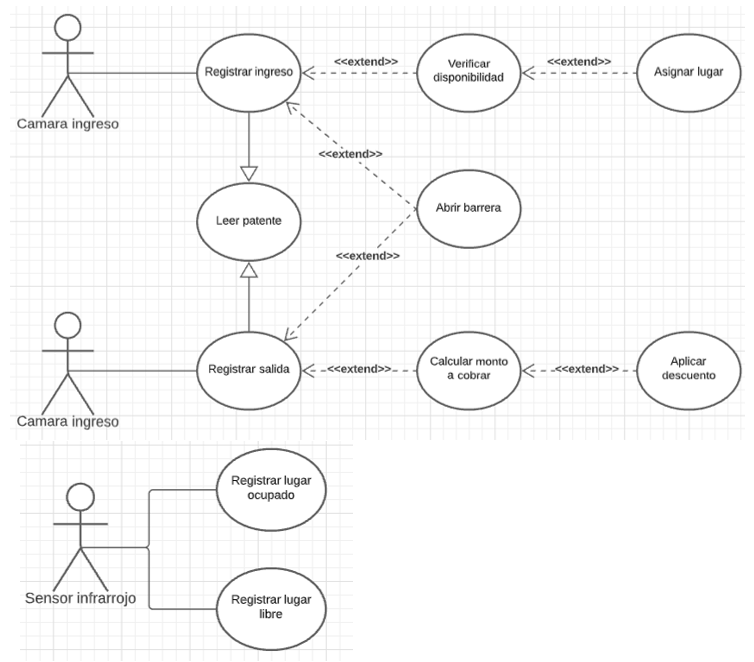 Registrar ingreso
<<extend>>
Verificar
disponibilidad
<<extend>>
Asignar lugar
Camara ingreso
<<extend>>
Leer patente
Abrir barrera
<<extend>>
Registrar salida
<<extend>>
Calcular monto
a cobrar
<<extend>>
Aplicar
descuento
Camara ingreso
Registrar lugar
ocupado
Sensor infrarrojo
Registrar lugar
libre